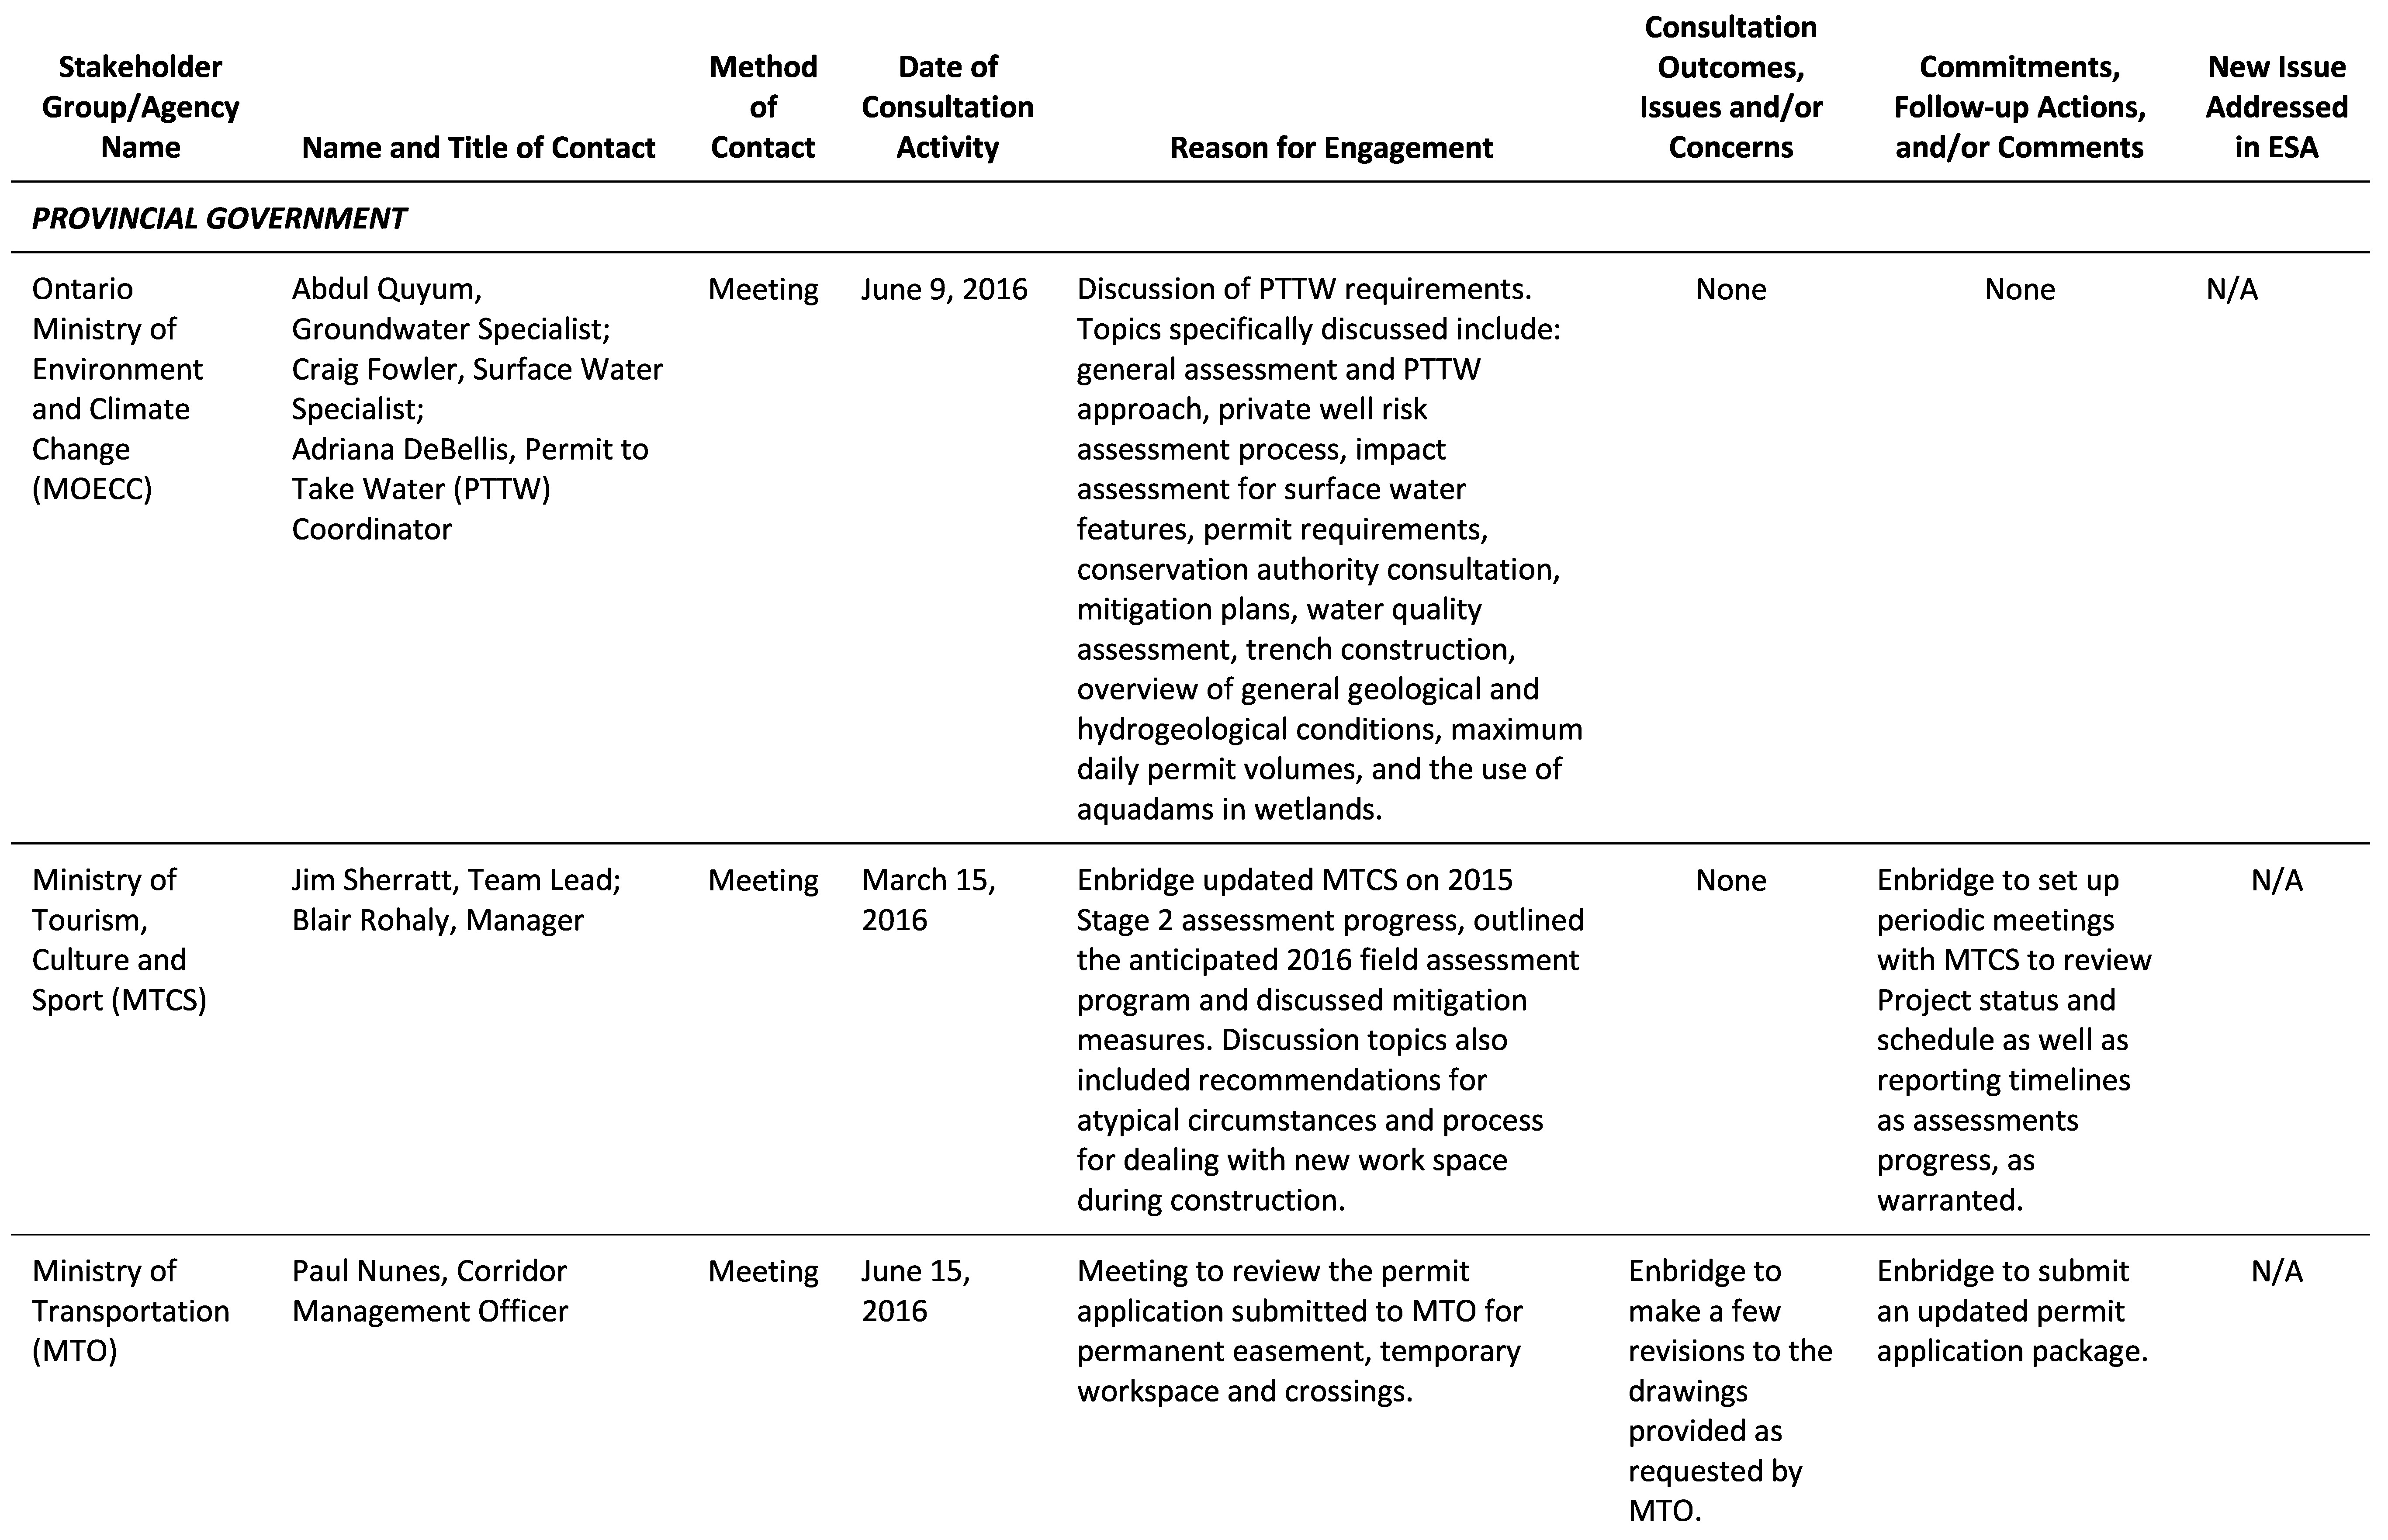 Stakeholder
Group/Agency
Name
Name and Title of Contact
Method
of
Contact
Date of
Consultation
Activity
Reason for Engagement
Consultation
Outcomes,
Issues and/or
Concerns
Commitments,
Follow-up Actions,
and/or Comments
New Issue
Addressed
in ESA
PROVINCIAL GOVERNMENT
Ontario
Ministry of
Environment
and Climate
Change
(MOECC)
Abdul Quyum,
Groundwater Specialist;
Craig Fowler, Surface Water
Specialist;
Adriana DeBellis, Permit to
Take Water (PTTW)
Coordinator
Meeting
June 9, 2016
Discussion of PTTW requirements.
Topics specifically discussed include:
general assessment and PTTW
approach, private well risk
assessment process, impact
assessment for surface water
features, permit requirements,
conservation authority consultation,
mitigation plans, water quality
assessment, trench construction,
overview of general geological and
hydrogeological conditions, maximum
daily permit volumes, and the use of
aquadams in wetlands.
None
None
N/A
Ministry of
Tourism,
Culture and
Sport (MTCS)
Jim Sherratt, Team Lead;
Blair Rohaly, Manager
Meeting
March 15,
2016
Enbridge updated MTCS on 2015
Stage 2 assessment progress, outlined
the anticipated 2016 field assessment
program and discussed mitigation
measures. Discussion topics also
included recommendations for
atypical circumstances and process
for dealing with new work space
during construction.
None
Enbridge to set up
periodic meetings
with MTCS to review
Project status and
schedule as well as
reporting timelines
as assessments
progress, as
warranted.
N/A
Ministry of
Transportation
(MTO)
Paul Nunes, Corridor
Management Officer
Meeting
June 15,
2016
Meeting to review the permit
application submitted to MTO for
permanent easement, temporary
workspace and crossings.
Enbridge to
make a few
revisions to the
drawings
provided as
requested by
MTO.
Enbridge to submit
an updated permit
application package.
N/A